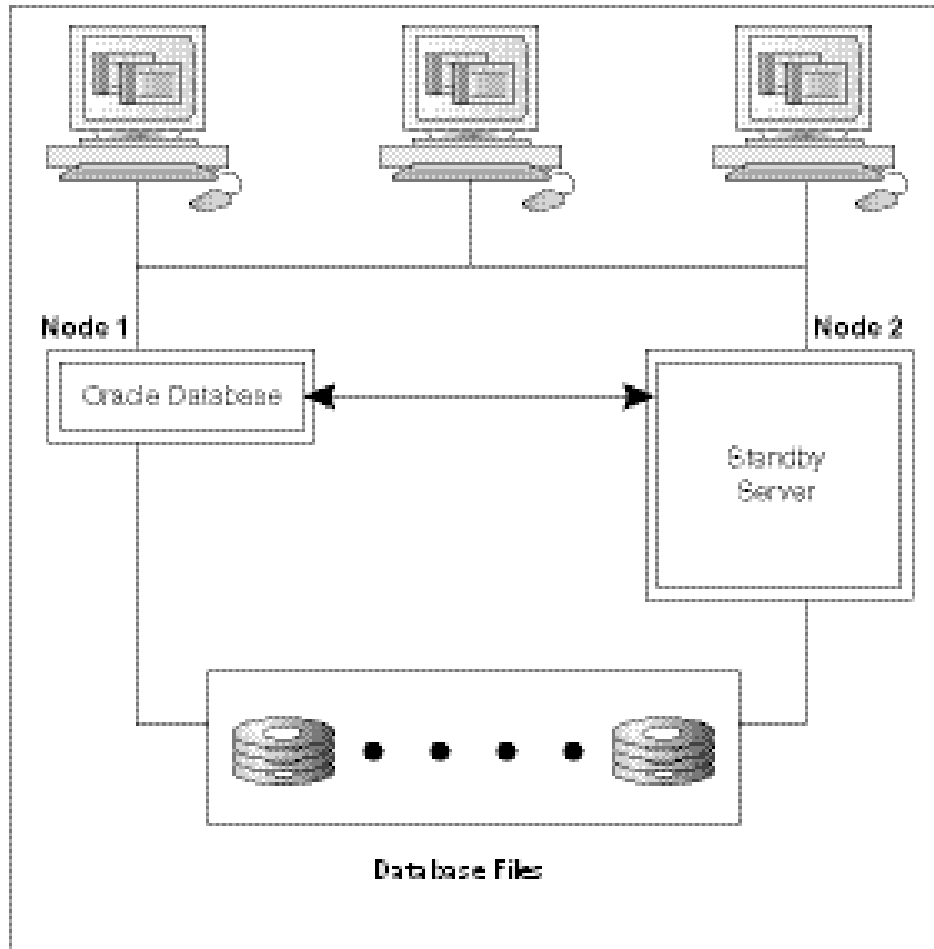 Node 1
Node 2
Oracle Database
Standby
Server
Database Files